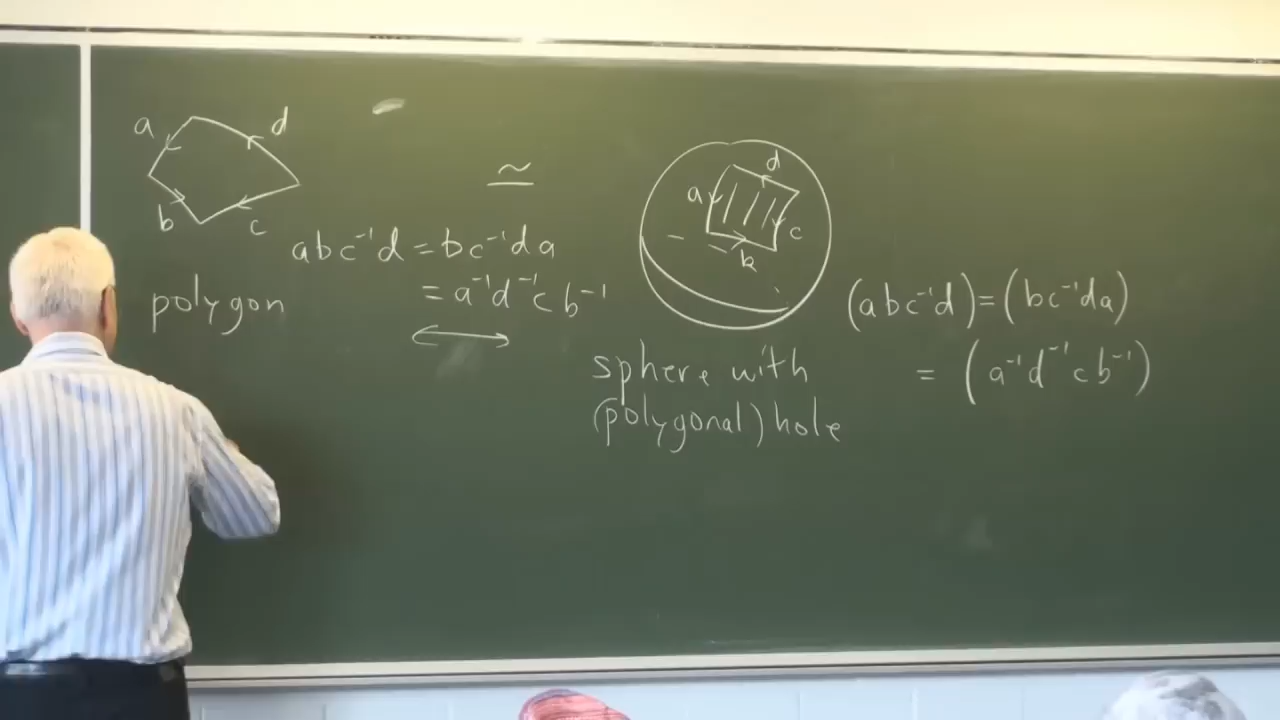 a d
≃
d
a
b c
c
b
abc⁻¹d = bc⁻¹da
polygon = a⁻¹d⁻¹cb⁻¹
(abc⁻¹d) = (bc⁻¹da)
sphere with = (a⁻¹d⁻¹cb⁻¹)
(polygonal) hole